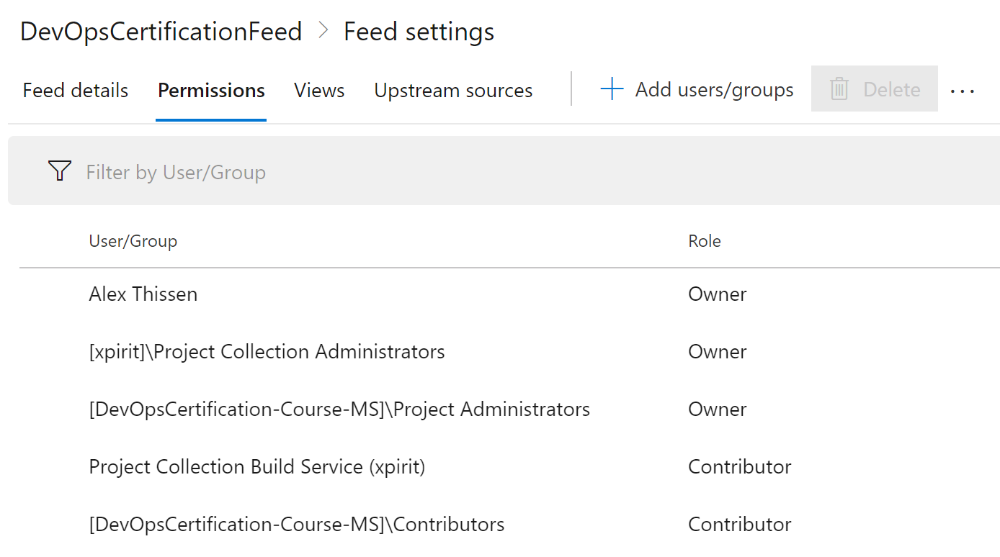 DevOpsCertificationFeed > Feed settings
Feed details Permissions Views Upstream sources + Add users/groups Delete ...
Filter by User/Group
User/Group Role
Alex Thissen Owner
[xpirit]\Project Collection Administrators Owner
[DevOpsCertification-Course-MS]\Project Administrators Owner
Project Collection Build Service (xpirit) Contributor
[DevOpsCertification-Course-MS]\Contributors Contributor